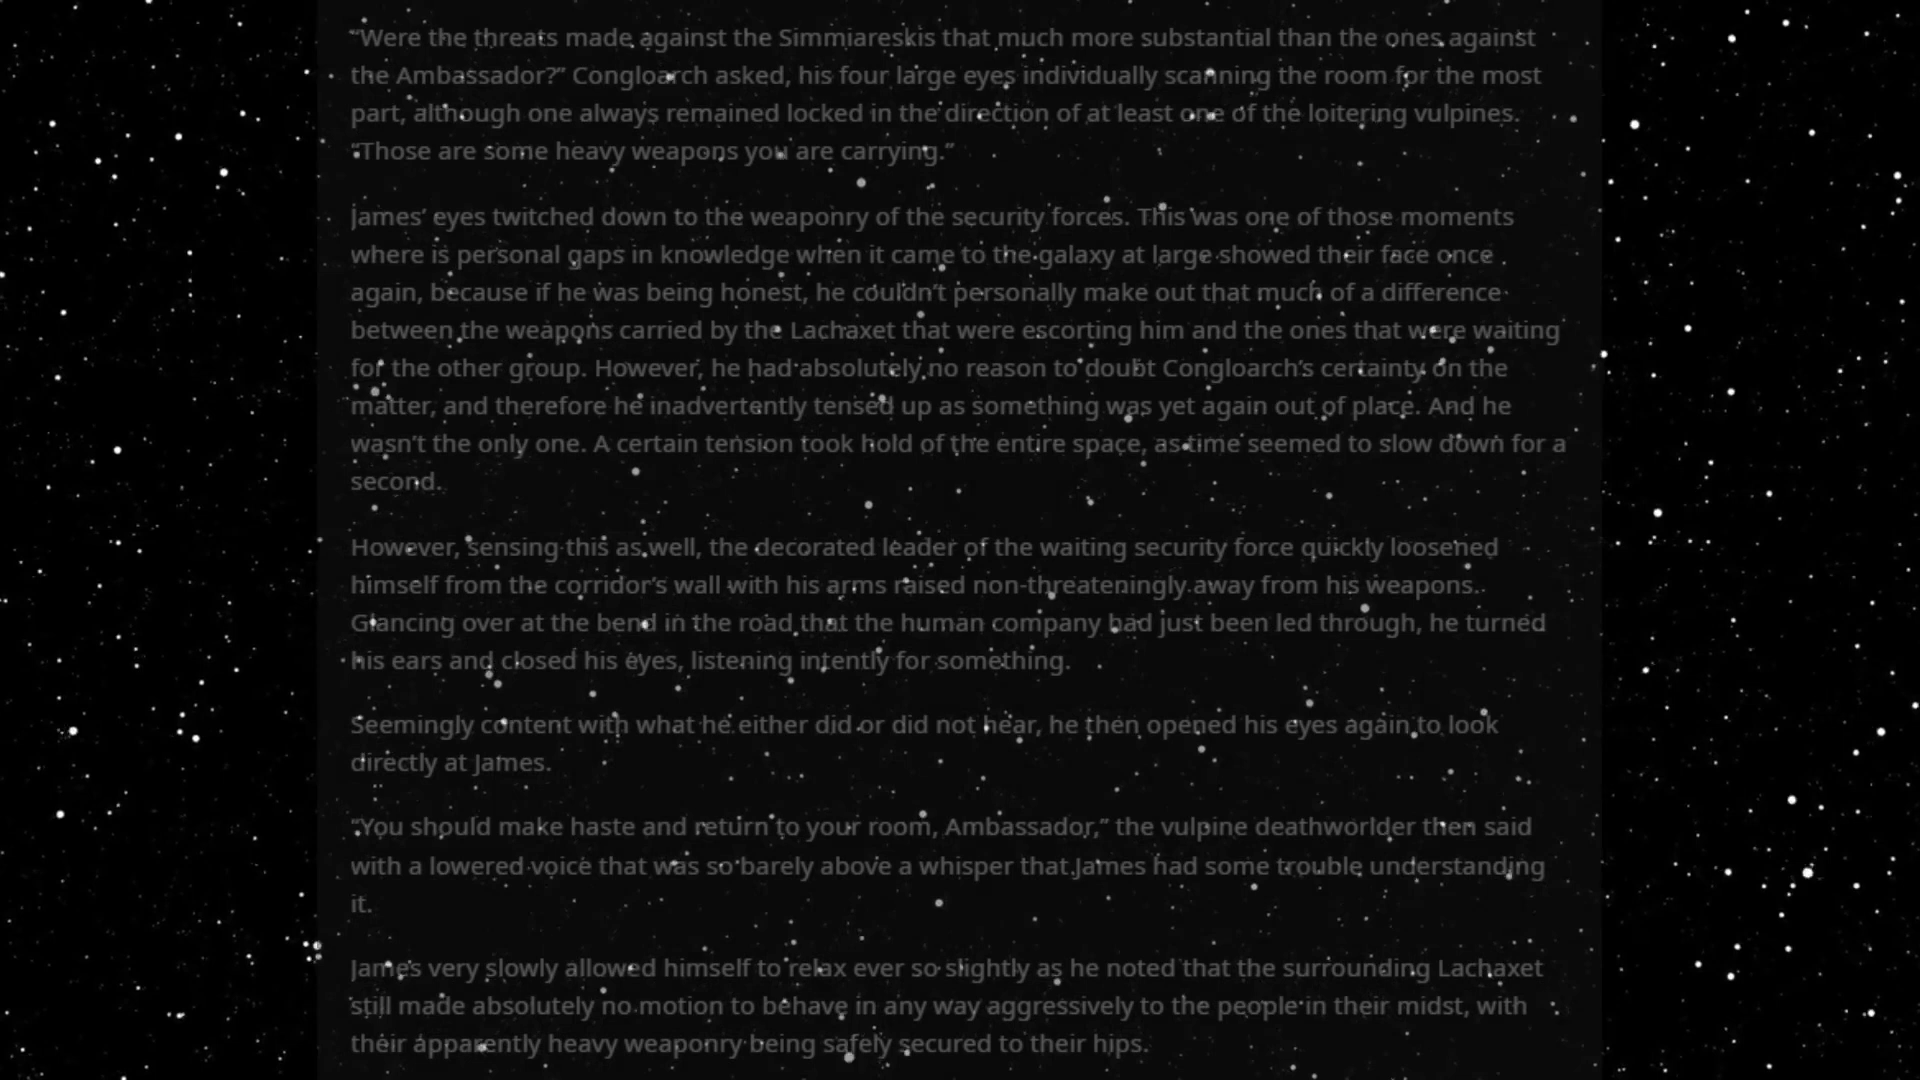 “Were the threats made against the Simmiareskis that much more substantial than the ones against
the Ambassador?” Congloarch asked, his four large eyes individually scanning the room for the most
part, although one always remained locked in the direction of at least one of the loitering vulpines.
“Those are some heavy weapons you are carrying.”
James’ eyes twitched down to the weaponry of the security forces. This was one of those moments
where is personal gaps in knowledge when it came to the galaxy at large showed their face once
again, because if he was being honest, he couldn’t personally make out that much of a difference
between the weapons carried by the Lachaxet that were escorting him and the ones that were waiting
for the other group. However, he had absolutely no reason to doubt Congloarch’s certainty on the
matter, and therefore he inadvertently tensed up as something was yet again out of place. And he
wasn’t the only one. A certain tension took hold of the entire space, as time seemed to slow down for a
second.
However, sensing this as well, the decorated leader of the waiting security force quickly loosened
himself from the corridor’s wall with his arms raised non-threateningly away from his weapons.
Glancing over at the bend in the road that the human company had just been led through, he turned
his ears and closed his eyes, listening intently for something.
Seemingly content with what he either did or did not hear, he then opened his eyes again to look
directly at James.
“You should make haste and return to your room, Ambassador,” the vulpine deathworlder then said
with a lowered voice that was so barely above a whisper that James had some trouble understanding
it.
James very slowly allowed himself to relax ever so slightly as he noted that the surrounding Lachaxet
still made absolutely no motion to behave in any way aggressively to the people in their midst, with
their apparently heavy weaponry being safely secured to their hips.